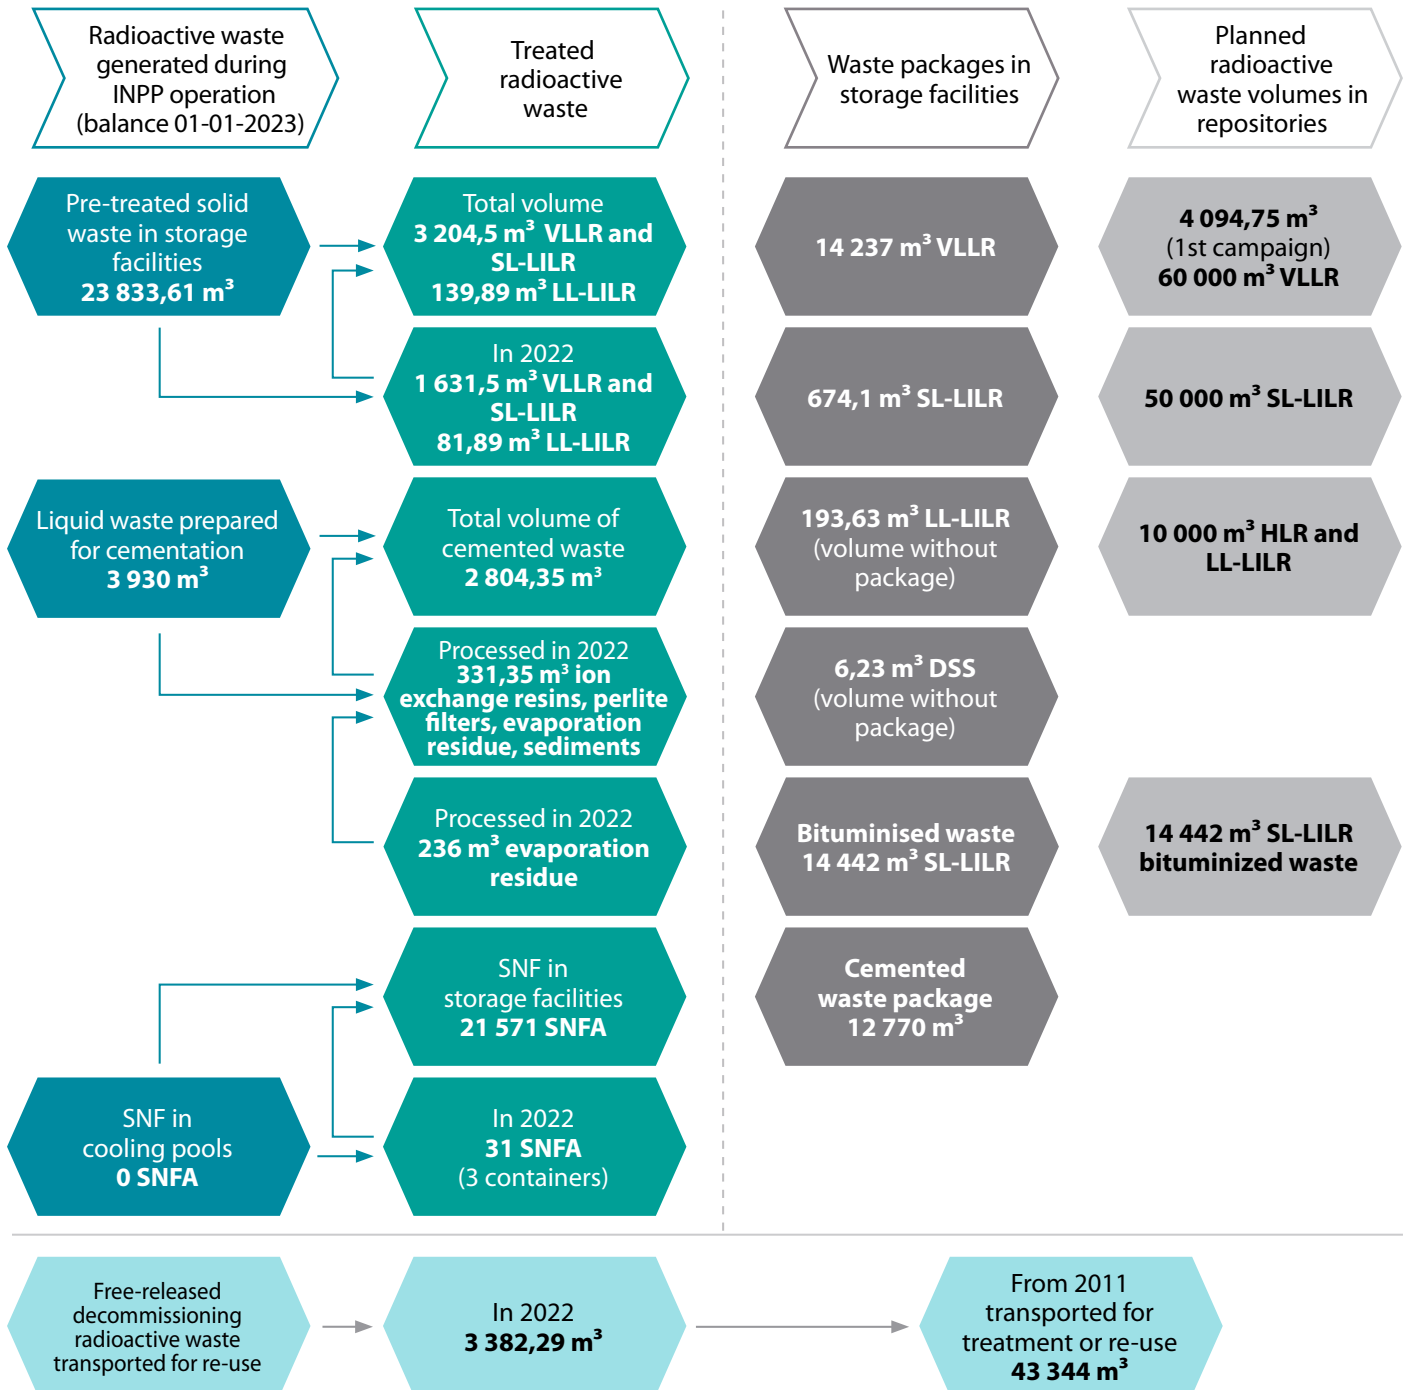 Radioactive waste
generated during
INPP operation
(balance 01-01-2023)
Treated
radioactive
waste
Waste packages in
storage facilities
Planned
radioactive
waste volumes in
repositories
Pre-treated solid
waste in storage
facilities
23 833,61 m³
Total volume
3 204,5 m³ VLLR and
SL-LILR
139,89 m³ LL-LILR
14 237 m³ VLLR
4 094,75 m³
(1st campaign)
60 000 m³ VLLR
In 2022
1 631,5 m³ VLLR and
SL-LILR
81,89 m³ LL-LILR
674,1 m³ SL-LILR
50 000 m³ SL-LILR
Liquid waste prepared
for cementation
3 930 m³
Total volume of
cemented waste
2 804,35 m³
193,63 m³ LL-LILR
(volume without
package)
10 000 m³ HLR and
LL-LILR
Processed in 2022
331,35 m³ ion
exchange resins, perlite
filters, evaporation
residue, sediments
6,23 m³ DSS
(volume without
package)
Processed in 2022
236 m³ evaporation
residue
Bituminised waste
14 442 m³ SL-LILR
14 442 m³ SL-LILR
bituminized waste
SNF in
storage facilities
21 571 SNFA
Cemented
waste package
12 770 m³
SNF in
cooling pools
0 SNFA
In 2022
31 SNFA
(3 containers)
Free-released
decommissioning
radioactive waste
transported for re-use
In 2022
3 382,29 m³
From 2011
transported for
treatment or re-use
43 344 m³